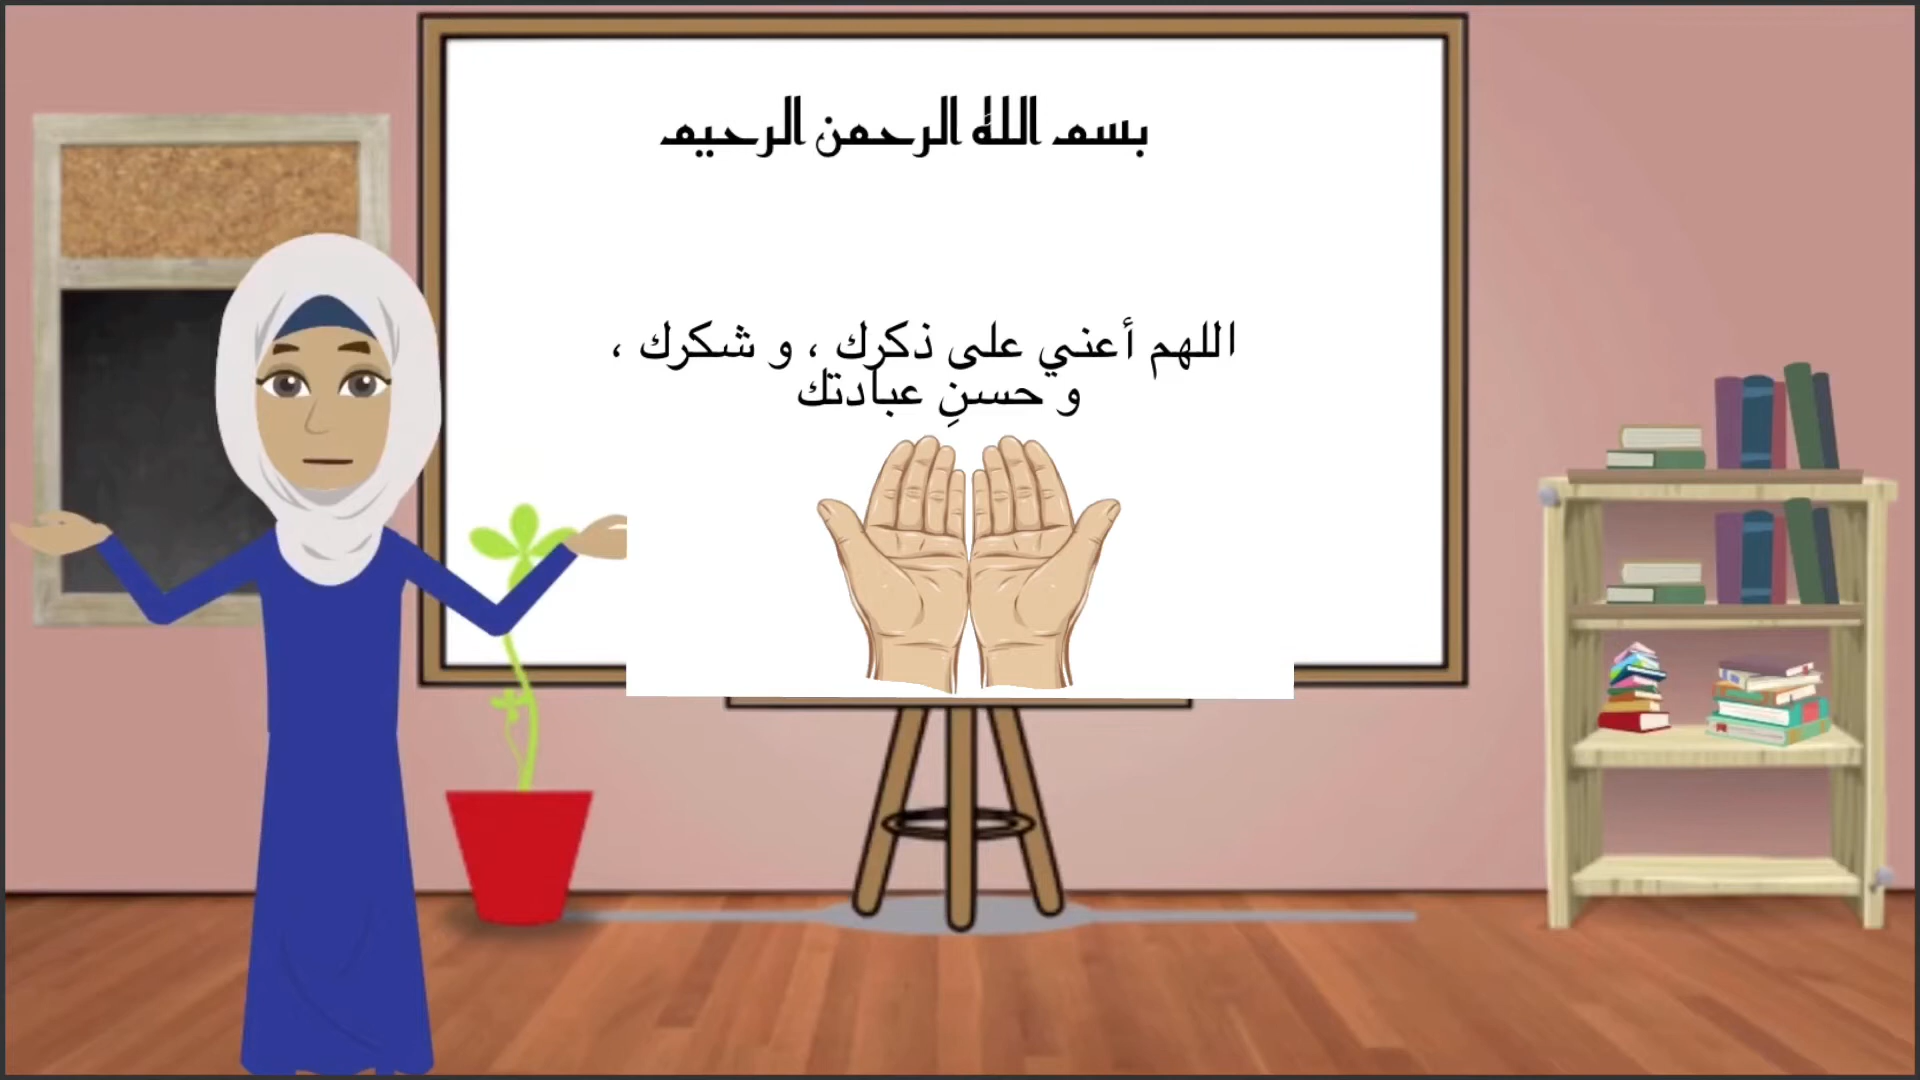 بسم الله الرحمن الرحيم
اللهم أعني على ذكرك ، و شكرك ،
و حسنِ عبادتك